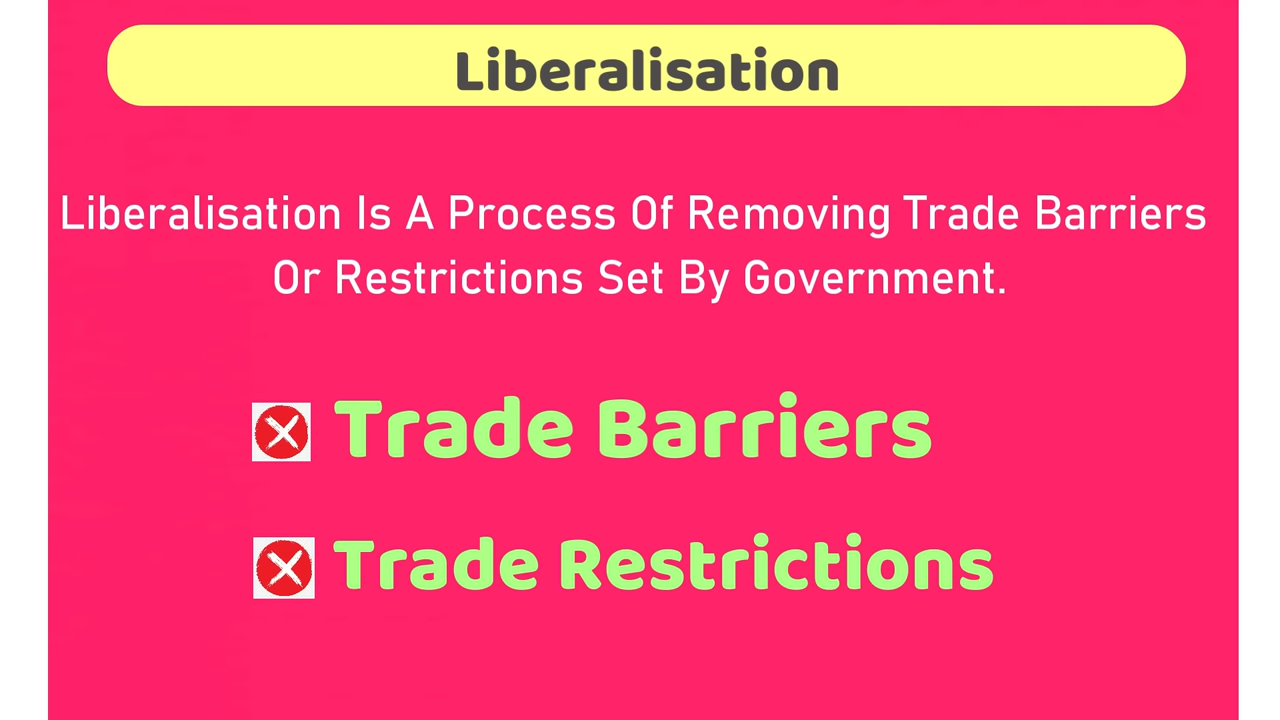 Liberalisation
Liberalisation Is A Process Of Removing Trade Barriers
Or Restrictions Set By Government.
Trade Barriers
Trade Restrictions